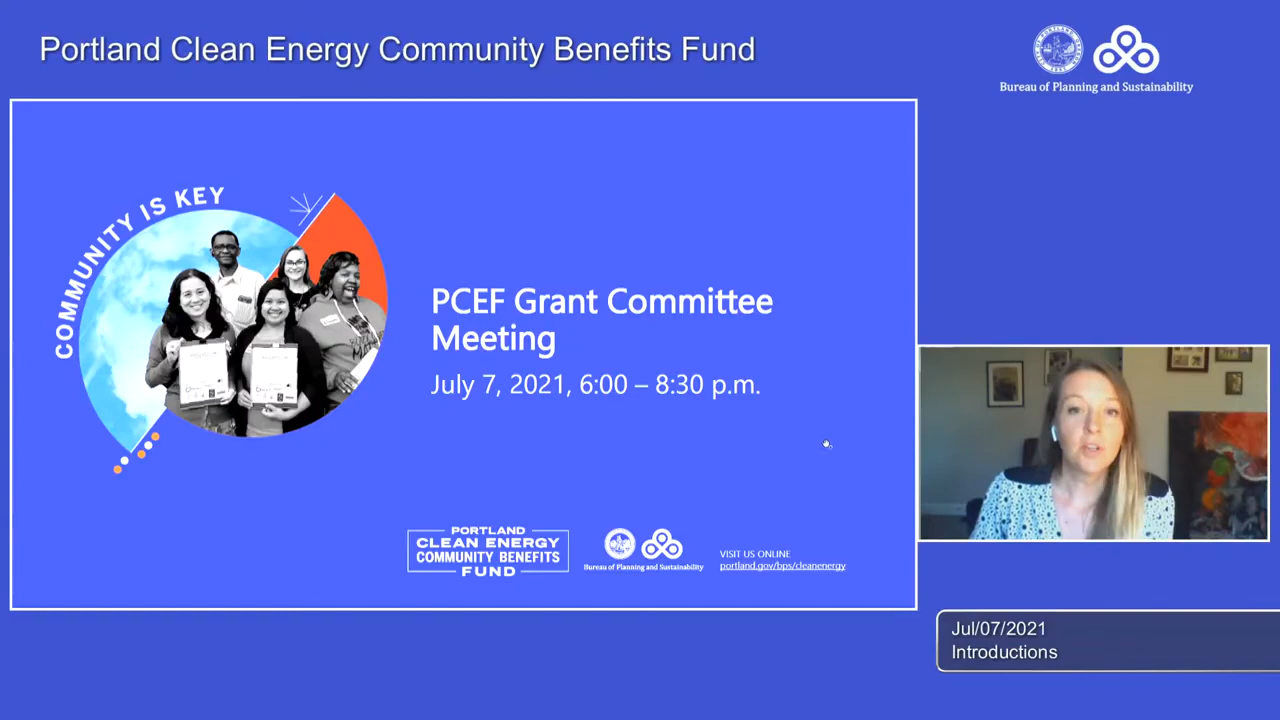 Portland Clean Energy Community Benefits Fund
Bureau of Planning and Sustainability
COMMUNITY IS KEY
PCEF Grant Committee
Meeting
July 7, 2021, 6:00 – 8:30 p.m.
PORTLAND
CLEAN ENERGY
COMMUNITY BENEFITS
FUND
Bureau of Planning and Sustainability
VISIT US ONLINE
portland.gov/bps/cleanenergy
Jul/07/2021
Introductions